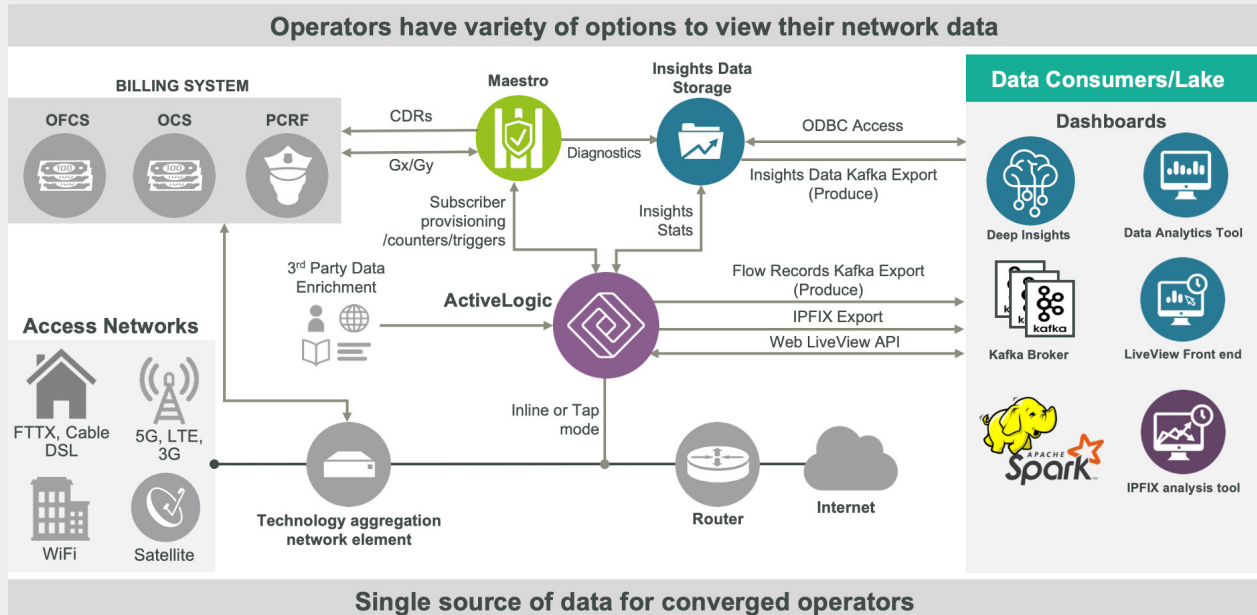 Operators have variety of options to view their network data
BILLING SYSTEM
OFCS
OCS
PCRF
100
100
CDRs
Gx/Gy
Maestro
Diagnostics
Insights Data
Storage
ODBC Access
Insights Data Kafka Export
(Produce)
Subscriber
provisioning
/counters/triggers
Insights
Stats
3rd Party Data
Enrichment
ActiveLogic
Flow Records Kafka Export
(Produce)
IPFIX Export
Web LiveView API
Inline or Tap
mode
Access Networks
FTTX, Cable
DSL
5G, LTE,
3G
WiFi
Satellite
Technology aggregation
network element
Router
Internet
Data Consumers/Lake
Dashboards
Deep Insights
Data Analytics Tool
kafka
Kafka Broker
LiveView Front end
APACHE
Spark
IPFIX analysis tool
Single source of data for converged operators